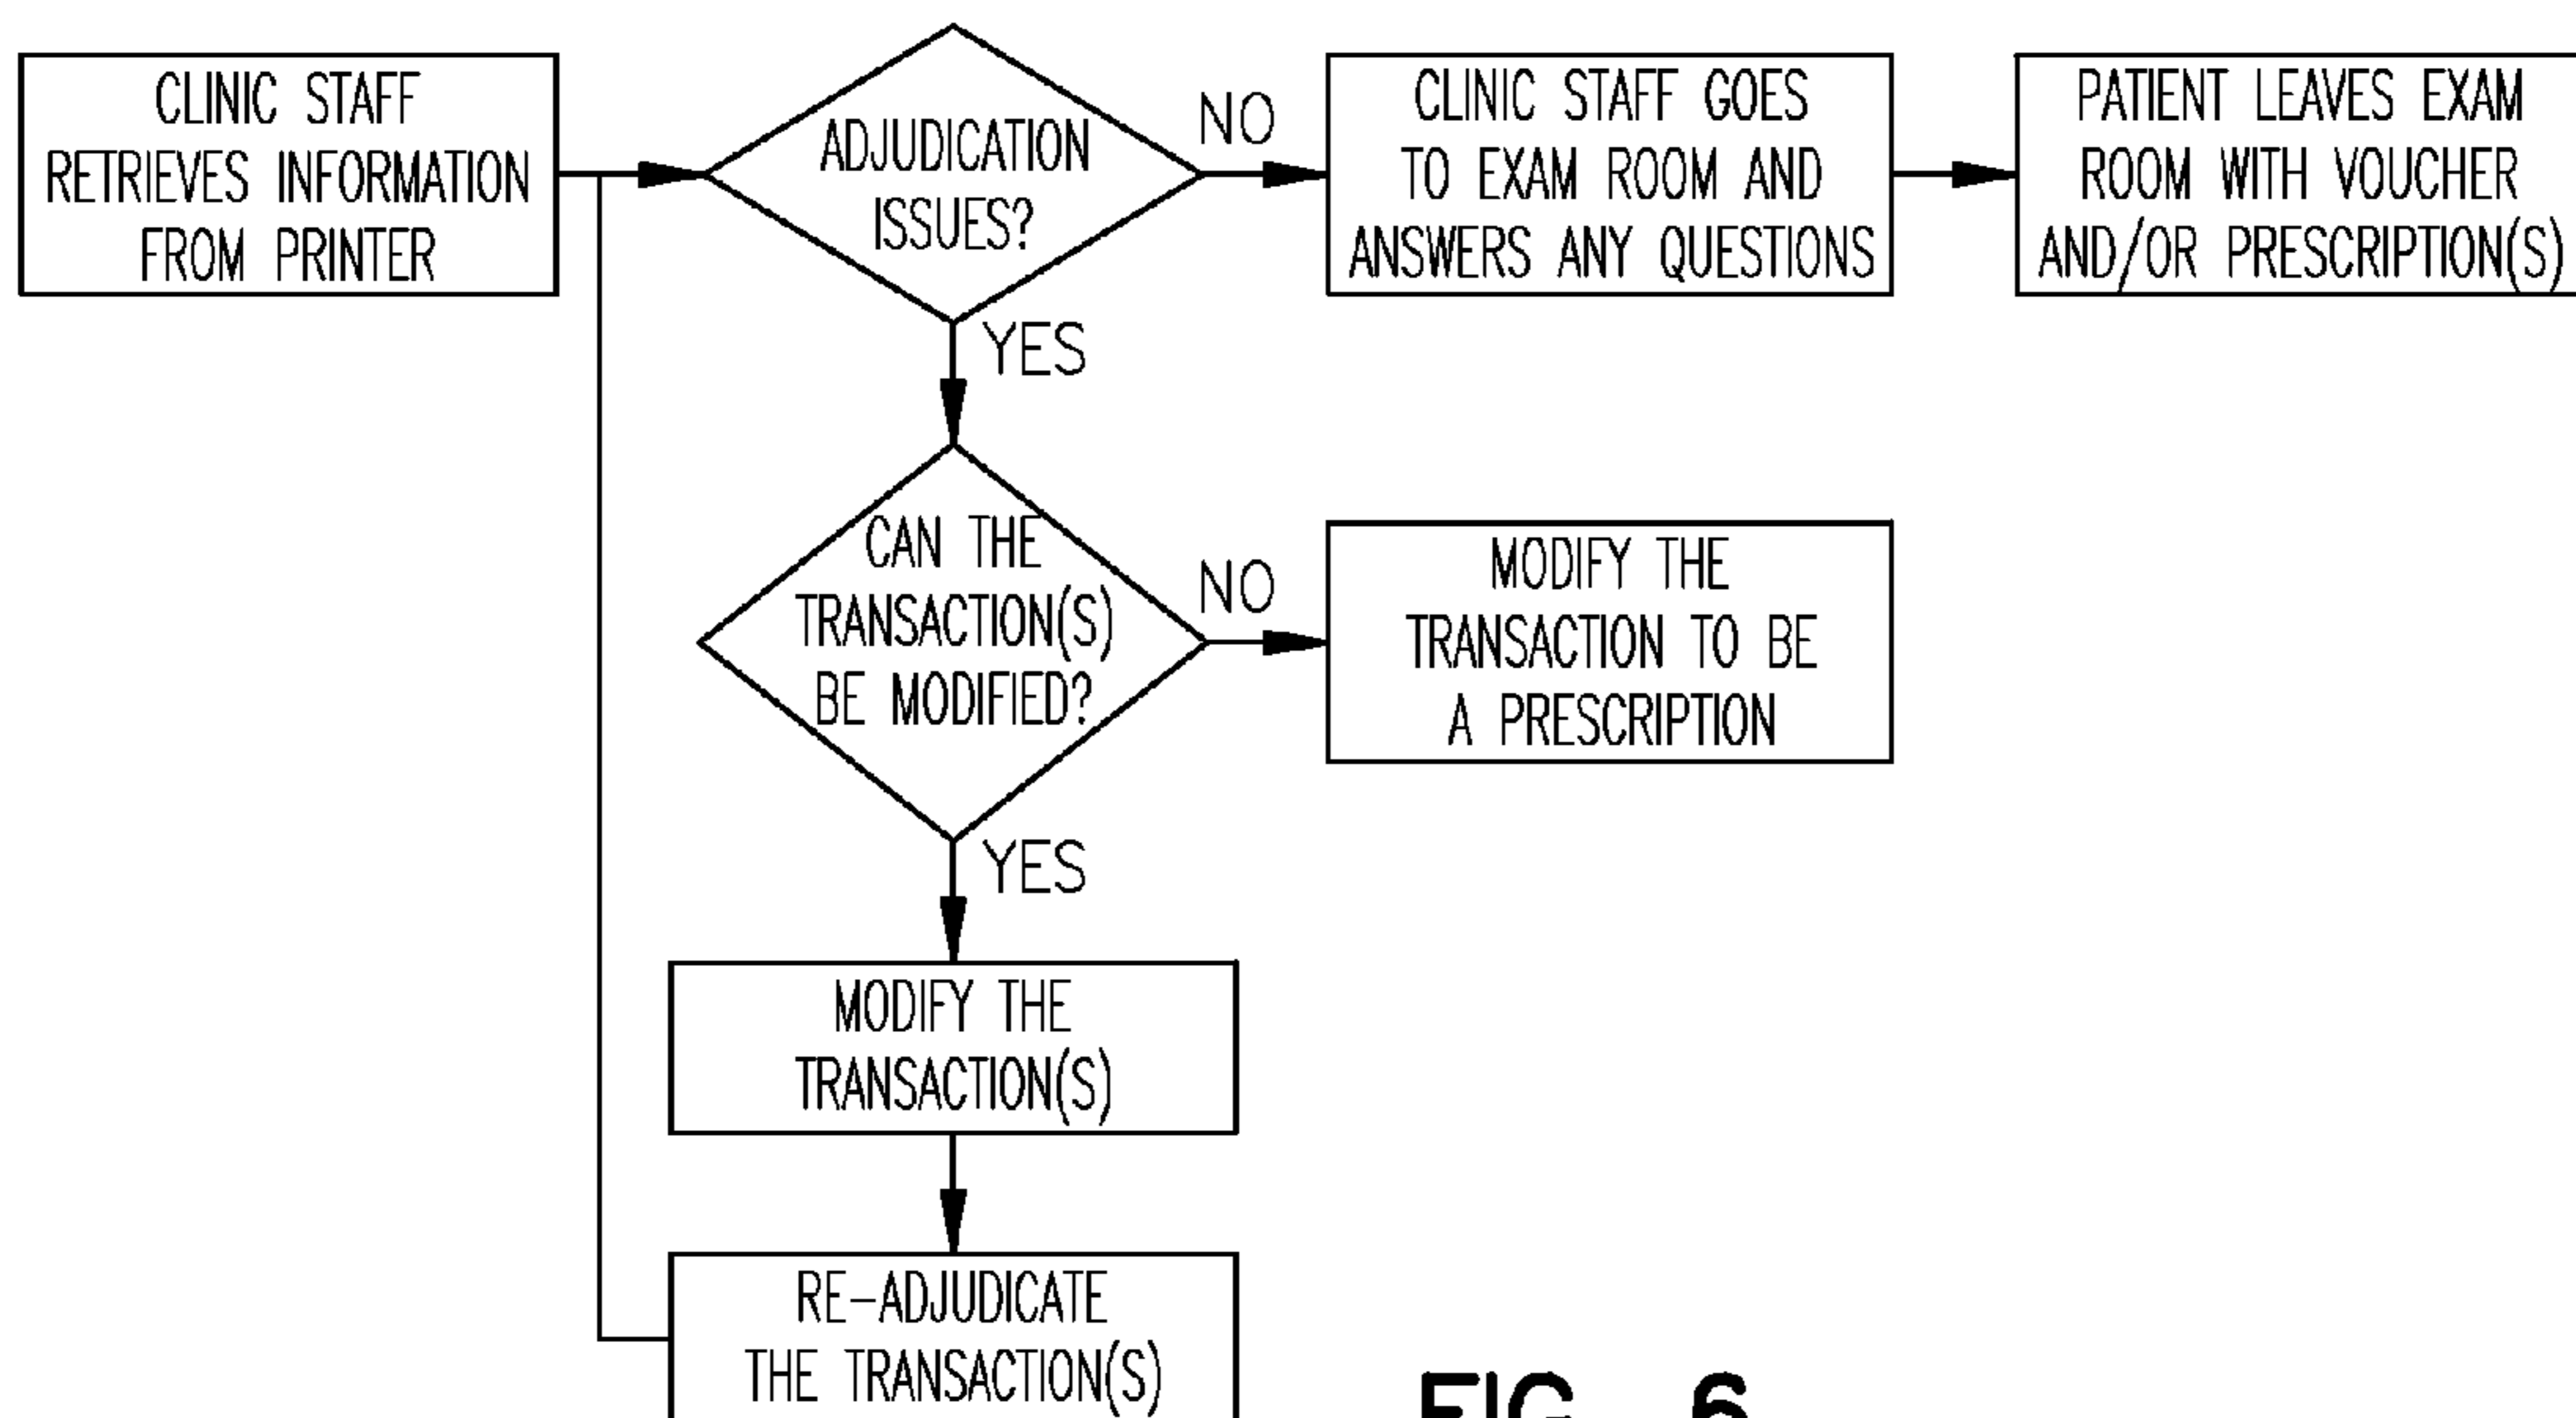 CLINIC STAFF
RETRIEVES INFORMATION
FROM PRINTER
ADJUDICATION
ISSUES?
NO
CLINIC STAFF GOES
TO EXAM ROOM AND
ANSWERS ANY QUESTIONS
PATIENT LEAVES EXAM
ROOM WITH VOUCHER
AND/OR PRESCRIPTION(S)
YES
CAN THE
TRANSACTION(S)
BE MODIFIED?
NO
MODIFY THE
TRANSACTION TO BE
A PRESCRIPTION
YES
MODIFY THE
TRANSACTION(S)
RE-ADJUDICATE
THE TRANSACTION(S)
FIG. 6